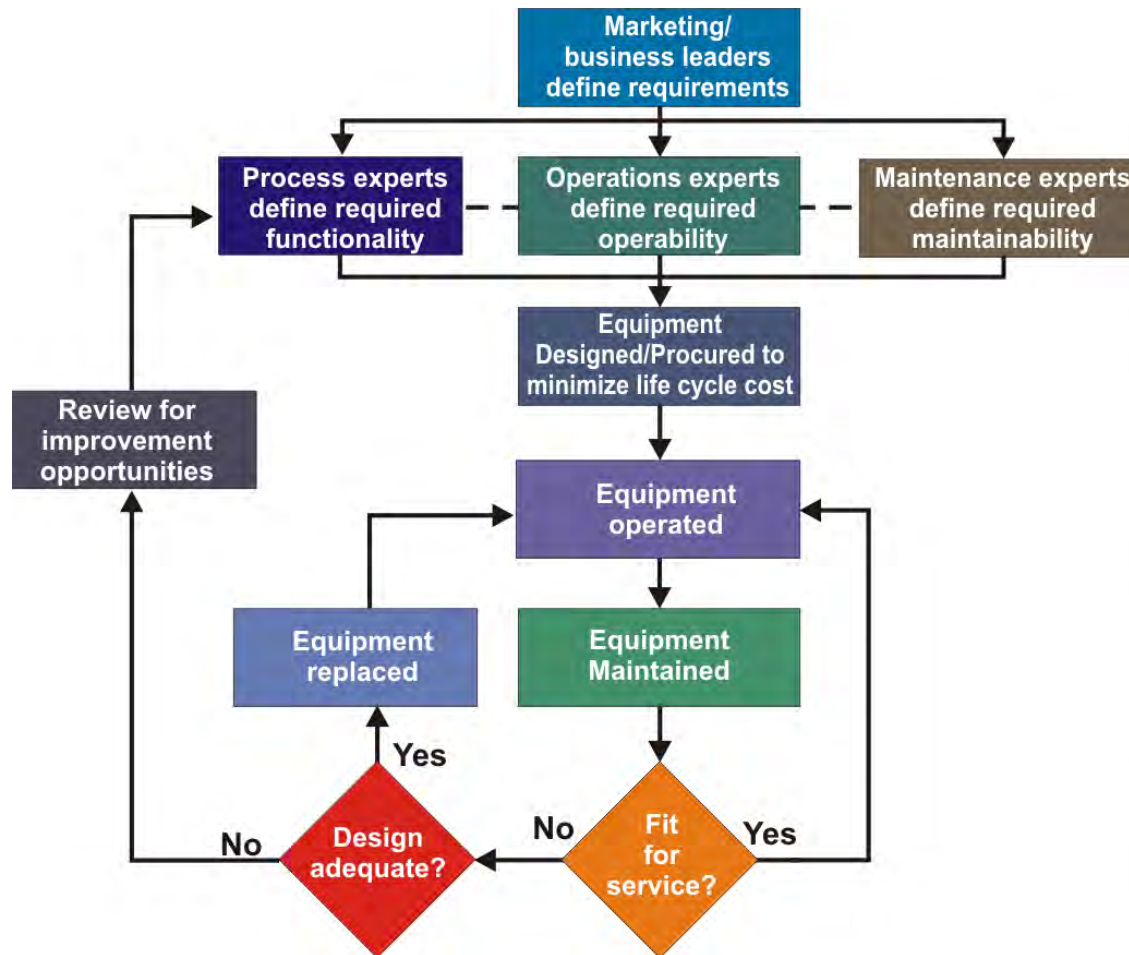 Marketing/
business leaders
define requirements
Process experts
define required
functionality
Operations experts
define required
operability
Maintenance experts
define required
maintainability
Equipment
Designed/Procured to
minimize life cycle cost
Review for
improvement
opportunities
Equipment
operated
Equipment
replaced
Equipment
Maintained
Yes
No
Design
adequate?
No
Fit
for
service?
Yes